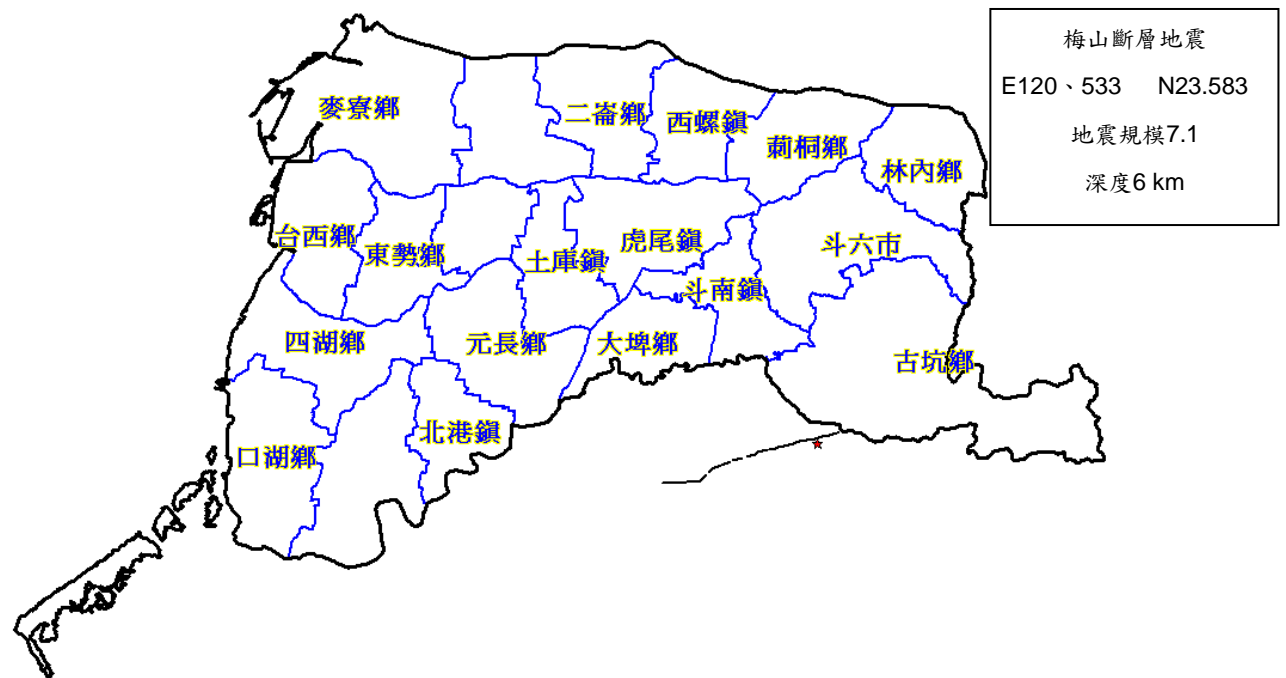 梅山斷層地震
E120、533 N23.583
地震規模7.1
深度6 km
麥寮鄉
二崙鄉
西螺鎮
莿桐鄉
林內鄉
台西鄉
東勢鄉
土庫鎮
虎尾鎮
斗六市
斗南鎮
四湖鄉
元長鄉
大埤鄉
古坑鄉
北港鎮
口湖鄉